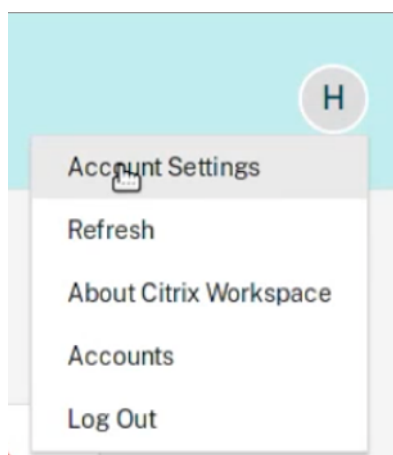 H
Account Settings
Refresh
About Citrix Workspace
Accounts
Log Out